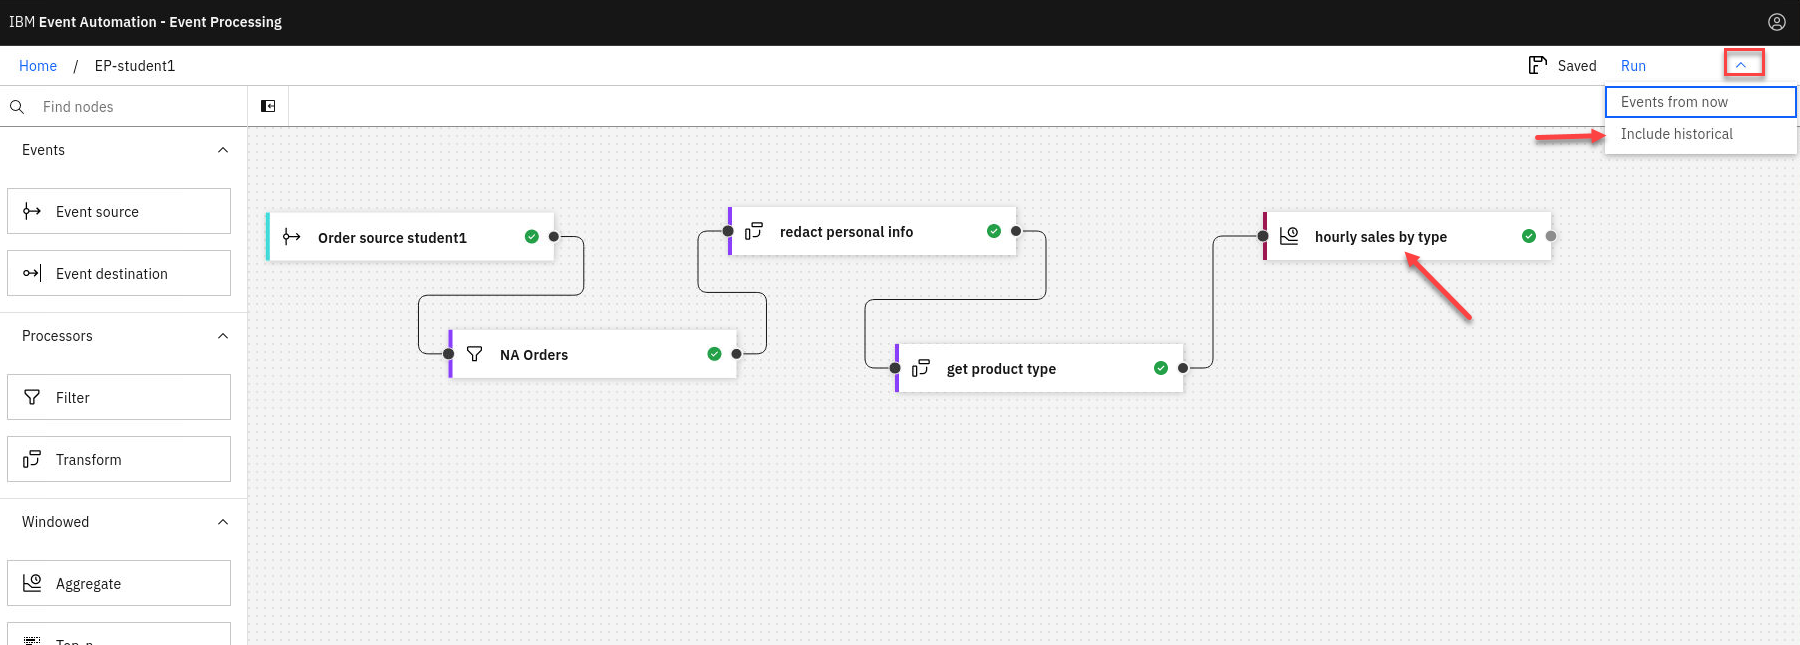 IBM Event Automation - Event Processing
Home / EP-student1
Saved
Run
Find nodes
Events from now
Include historical
Events
Event source
Event destination
Processors
Filter
Transform
Windowed
Aggregate
Top-n
Order source student1
NA Orders
redact personal info
get product type
hourly sales by type